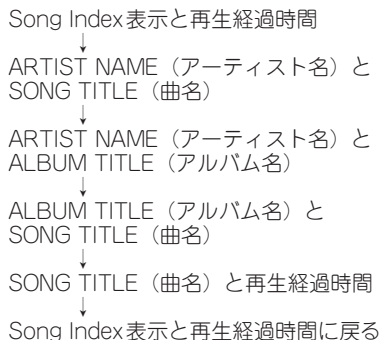 Song Index表示と再生経過時間
↓
ARTIST NAME（アーティスト名）と
SONG TITLE（曲名）
↓
ARTIST NAME（アーティスト名）と
ALBUM TITLE（アルバム名）
↓
ALBUM TITLE（アルバム名）と
SONG TITLE（曲名）
↓
SONG TITLE（曲名）と再生経過時間
↓
Song Index表示と再生経過時間に戻る